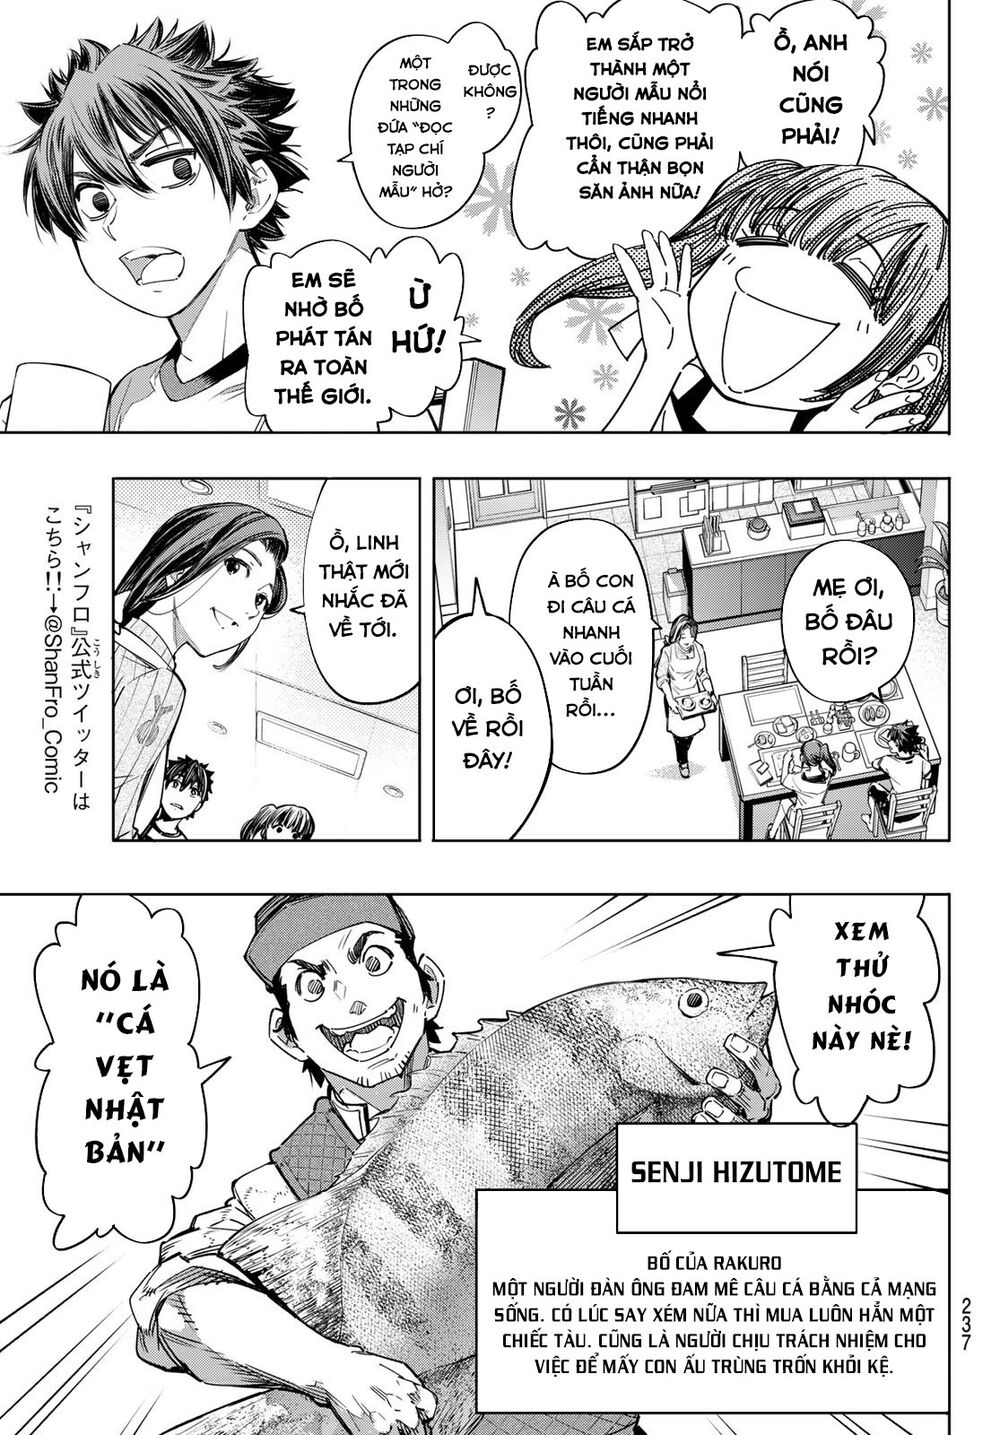 Ồ, ANH
NÓI
CŨNG
PHẢI!
EM SẮP TRỞ
THÀNH MỘT
NGƯỜI MẪU NỔI
TIẾNG NHANH
THÔI, CŨNG PHẢI
CẨN THẬN BỌN
SĂN ẢNH NỮA!
ĐƯỢC
KHÔNG
?
MỘT
TRONG
NHỮNG
ĐỨA "ĐỌC
TẠP CHÍ
NGƯỜI
MẪU" HỞ?
Ừ
HỨ!
EM SẼ
NHỜ BỐ
PHÁT TÁN
RA TOÀN
THẾ GIỚI.
MẸ ƠI,
BỐ ĐÂU
RỒI?
À BỐ CON
ĐI CÂU CÁ
NHANH
VÀO CUỐI
TUẦN
RỒI...
ƠI, BỐ
VỀ RỒI
ĐÂY!
Ồ, LINH
THẬT MỚI
NHẮC ĐÃ
VỀ TỚI.
『シャンフロ』公式ツイッターは
こうしき
こちら!!→@ShanFro_Comic
XEM
THỬ
NHÓC
NÀY NÈ!
NÓ LÀ
"CÁ
VẸT
NHẬT
BẢN"
SENJI HIZUTOME
BỐ CỦA RAKURO
MỘT NGƯỜI ĐÀN ÔNG ĐAM MÊ CÂU CÁ BẰNG CẢ MẠNG
SỐNG. CÓ LÚC SAY XÉM NỮA THÌ MUA LUÔN HẲN MỘT
CHIẾC TÀU. CŨNG LÀ NGƯỜI CHỊU TRÁCH NHIỆM CHO
VIỆC ĐỂ MẤY CON ẤU TRÙNG TRỐN KHỎI KỆ.
237